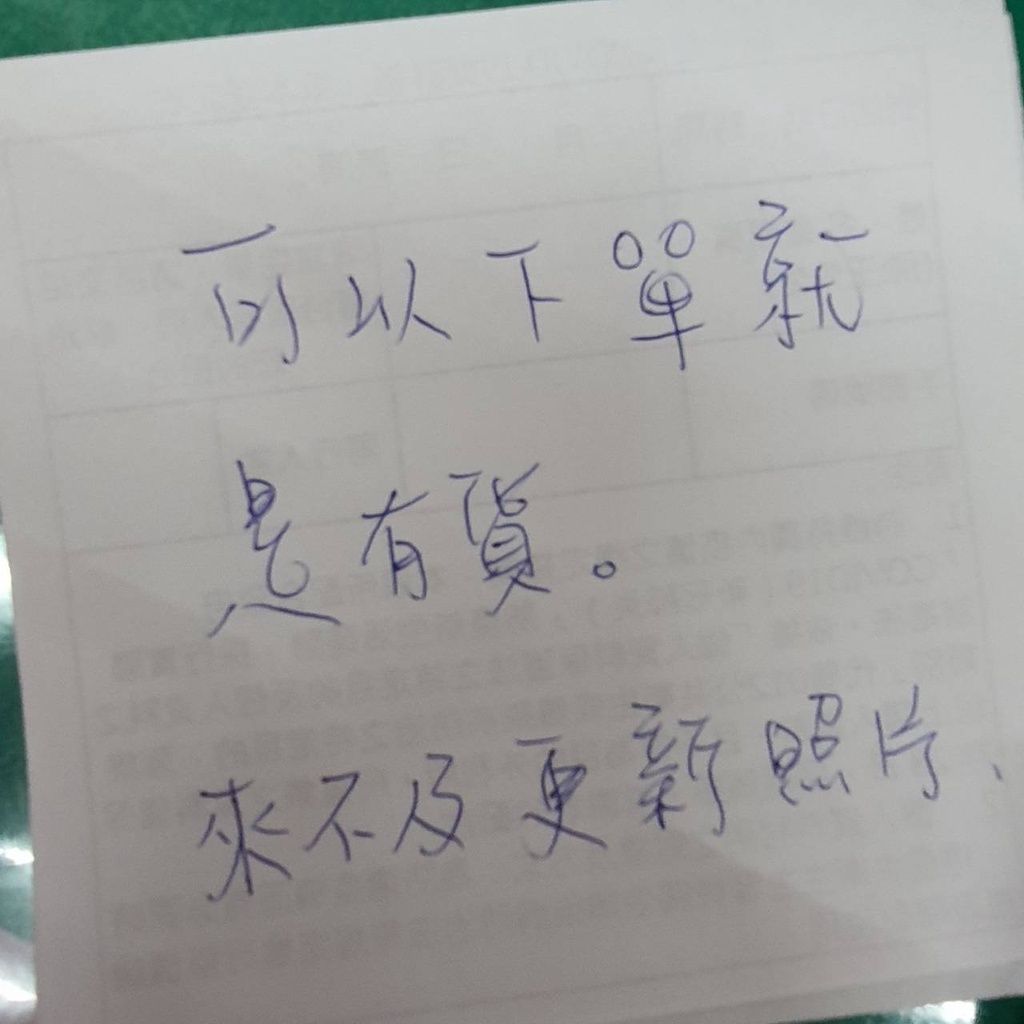 可以下單就
是有貨。
來不及更新照片、